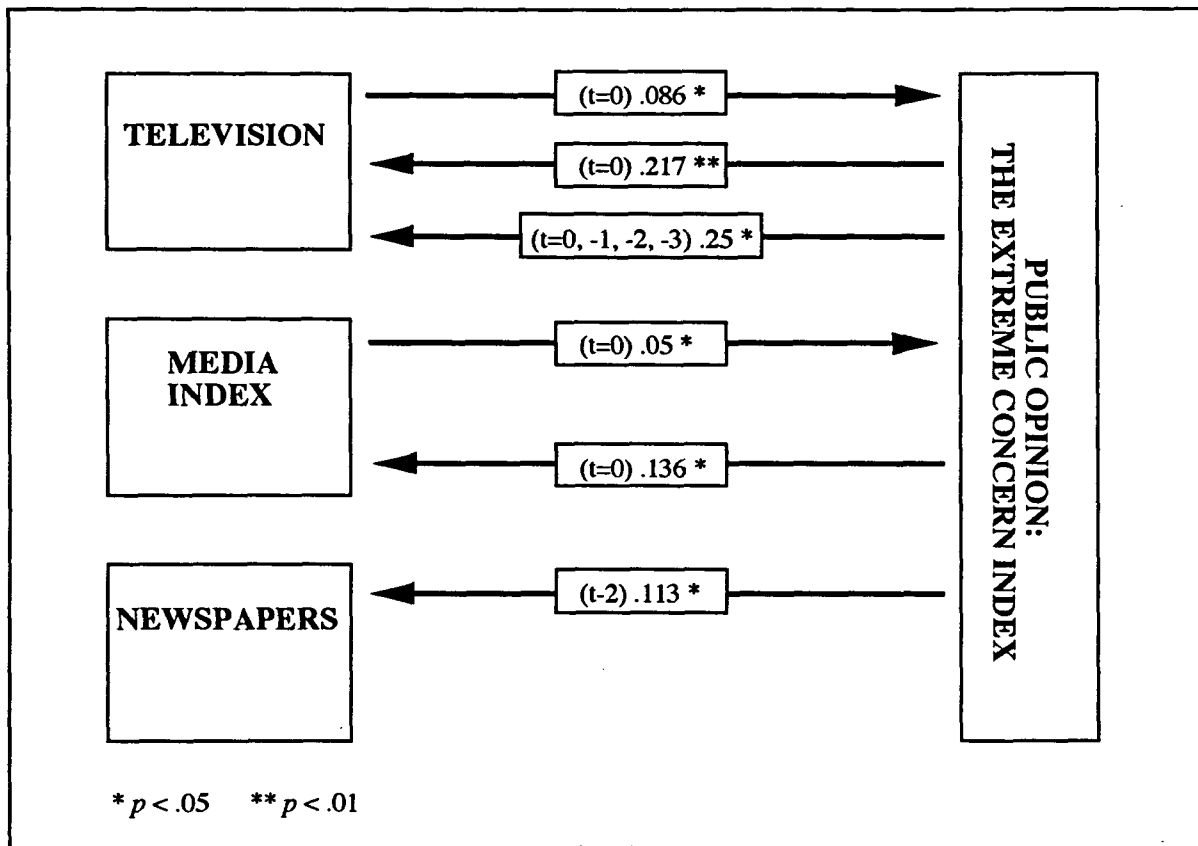 TELEVISION
(t=0) .086 *
(t=0) .217 **
(t=0, -1, -2, -3) .25 *
MEDIA
INDEX
(t=0) .05 *
(t=0) .136 *
NEWSPAPERS
(t-2) .113 *
PUBLIC OPINION:
THE EXTREME CONCERN INDEX
* p < .05 ** p < .01